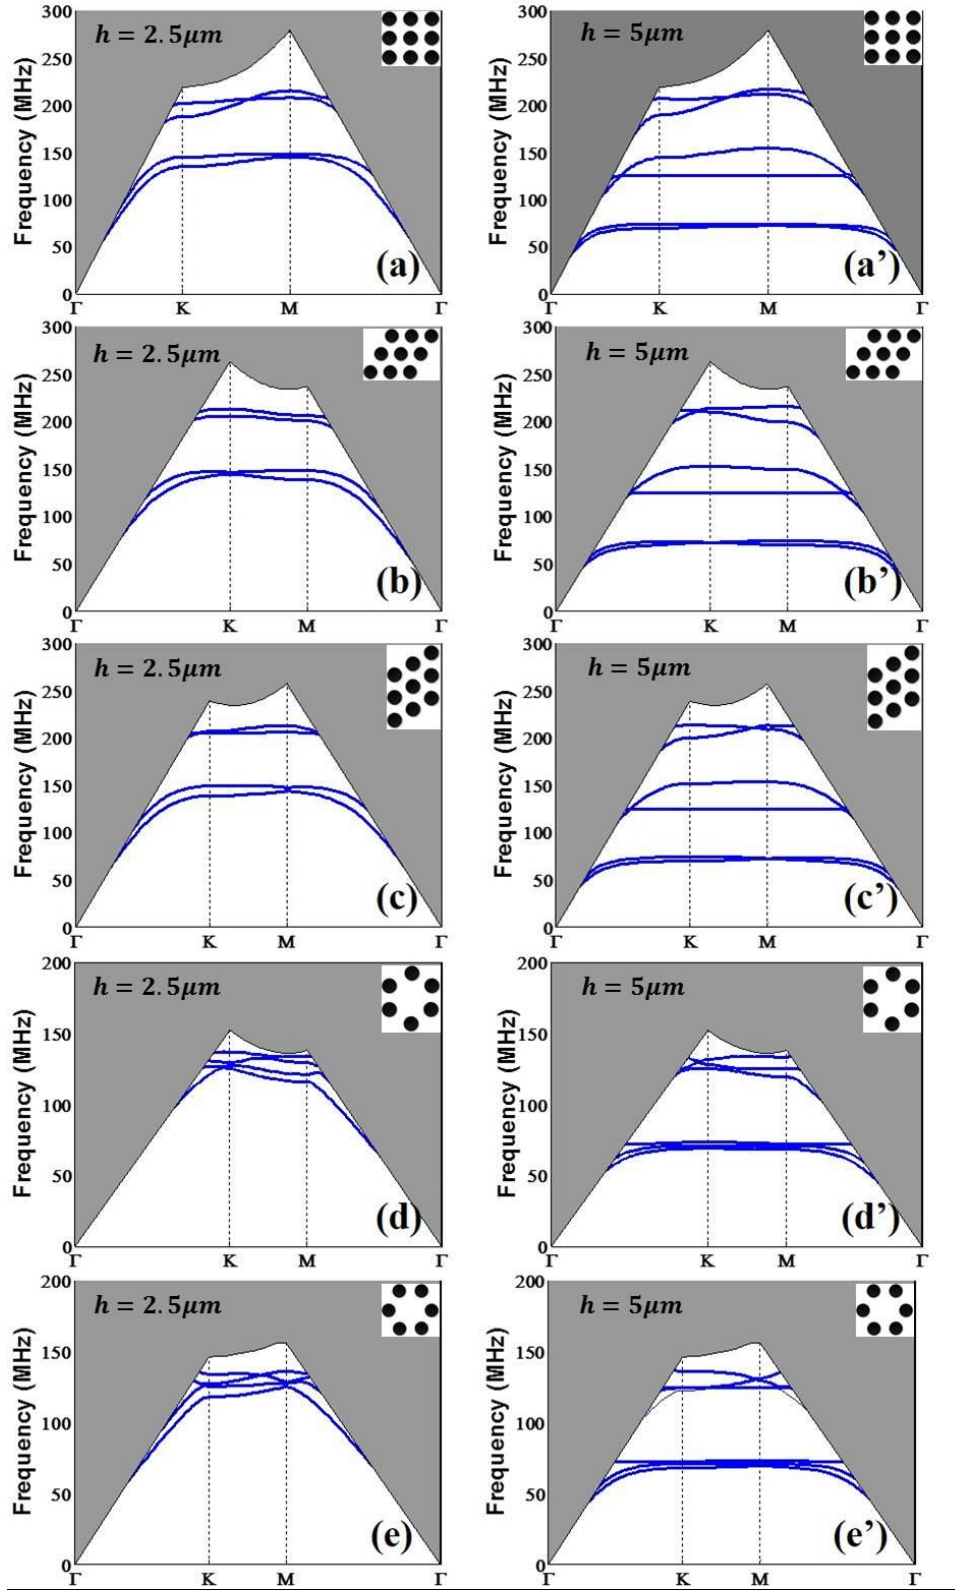 h = 2.5μm
Frequency (MHz)
300
250
200
150
100
50
0
Γ K M Γ
(a)
h = 5μm
Frequency (MHz)
300
250
200
150
100
50
0
Γ K M Γ
(a’)
h = 2.5μm
Frequency (MHz)
300
250
200
150
100
50
0
Γ K M Γ
(b)
h = 5μm
Frequency (MHz)
300
250
200
150
100
50
0
Γ K M Γ
(b’)
h = 2.5μm
Frequency (MHz)
300
250
200
150
100
50
0
Γ K M Γ
(c)
h = 5μm
Frequency (MHz)
300
250
200
150
100
50
0
Γ K M Γ
(c’)
h = 2.5μm
Frequency (MHz)
200
150
100
50
0
Γ K M Γ
(d)
h = 5μm
Frequency (MHz)
200
150
100
50
0
Γ K M Γ
(d’)
h = 2.5μm
Frequency (MHz)
200
150
100
50
0
Γ K M Γ
(e)
h = 5μm
Frequency (MHz)
200
150
100
50
0
Γ K M Γ
(e’)